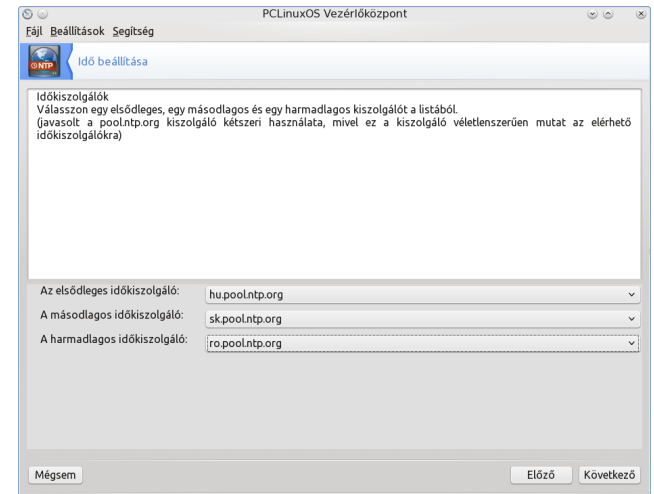 PCLinuxOS Vezérlőközpont
Fájl Beállítások Segítség
NTP Idő beállítása
Időkiszolgálók
Válasszon egy elsődleges, egy másodlagos és egy harmadlagos kiszolgálót a listából.
(javasolt a pool.ntp.org kiszolgáló kétszeri használata, mivel ez a kiszolgáló véletlenszerűen mutat az elérhető
időkiszolgálókra)
Az elsődleges időkiszolgáló: hu.pool.ntp.org
A másodlagos időkiszolgáló: sk.pool.ntp.org
A harmadlagos időkiszolgáló: ro.pool.ntp.org
Mégsem Előző Következő